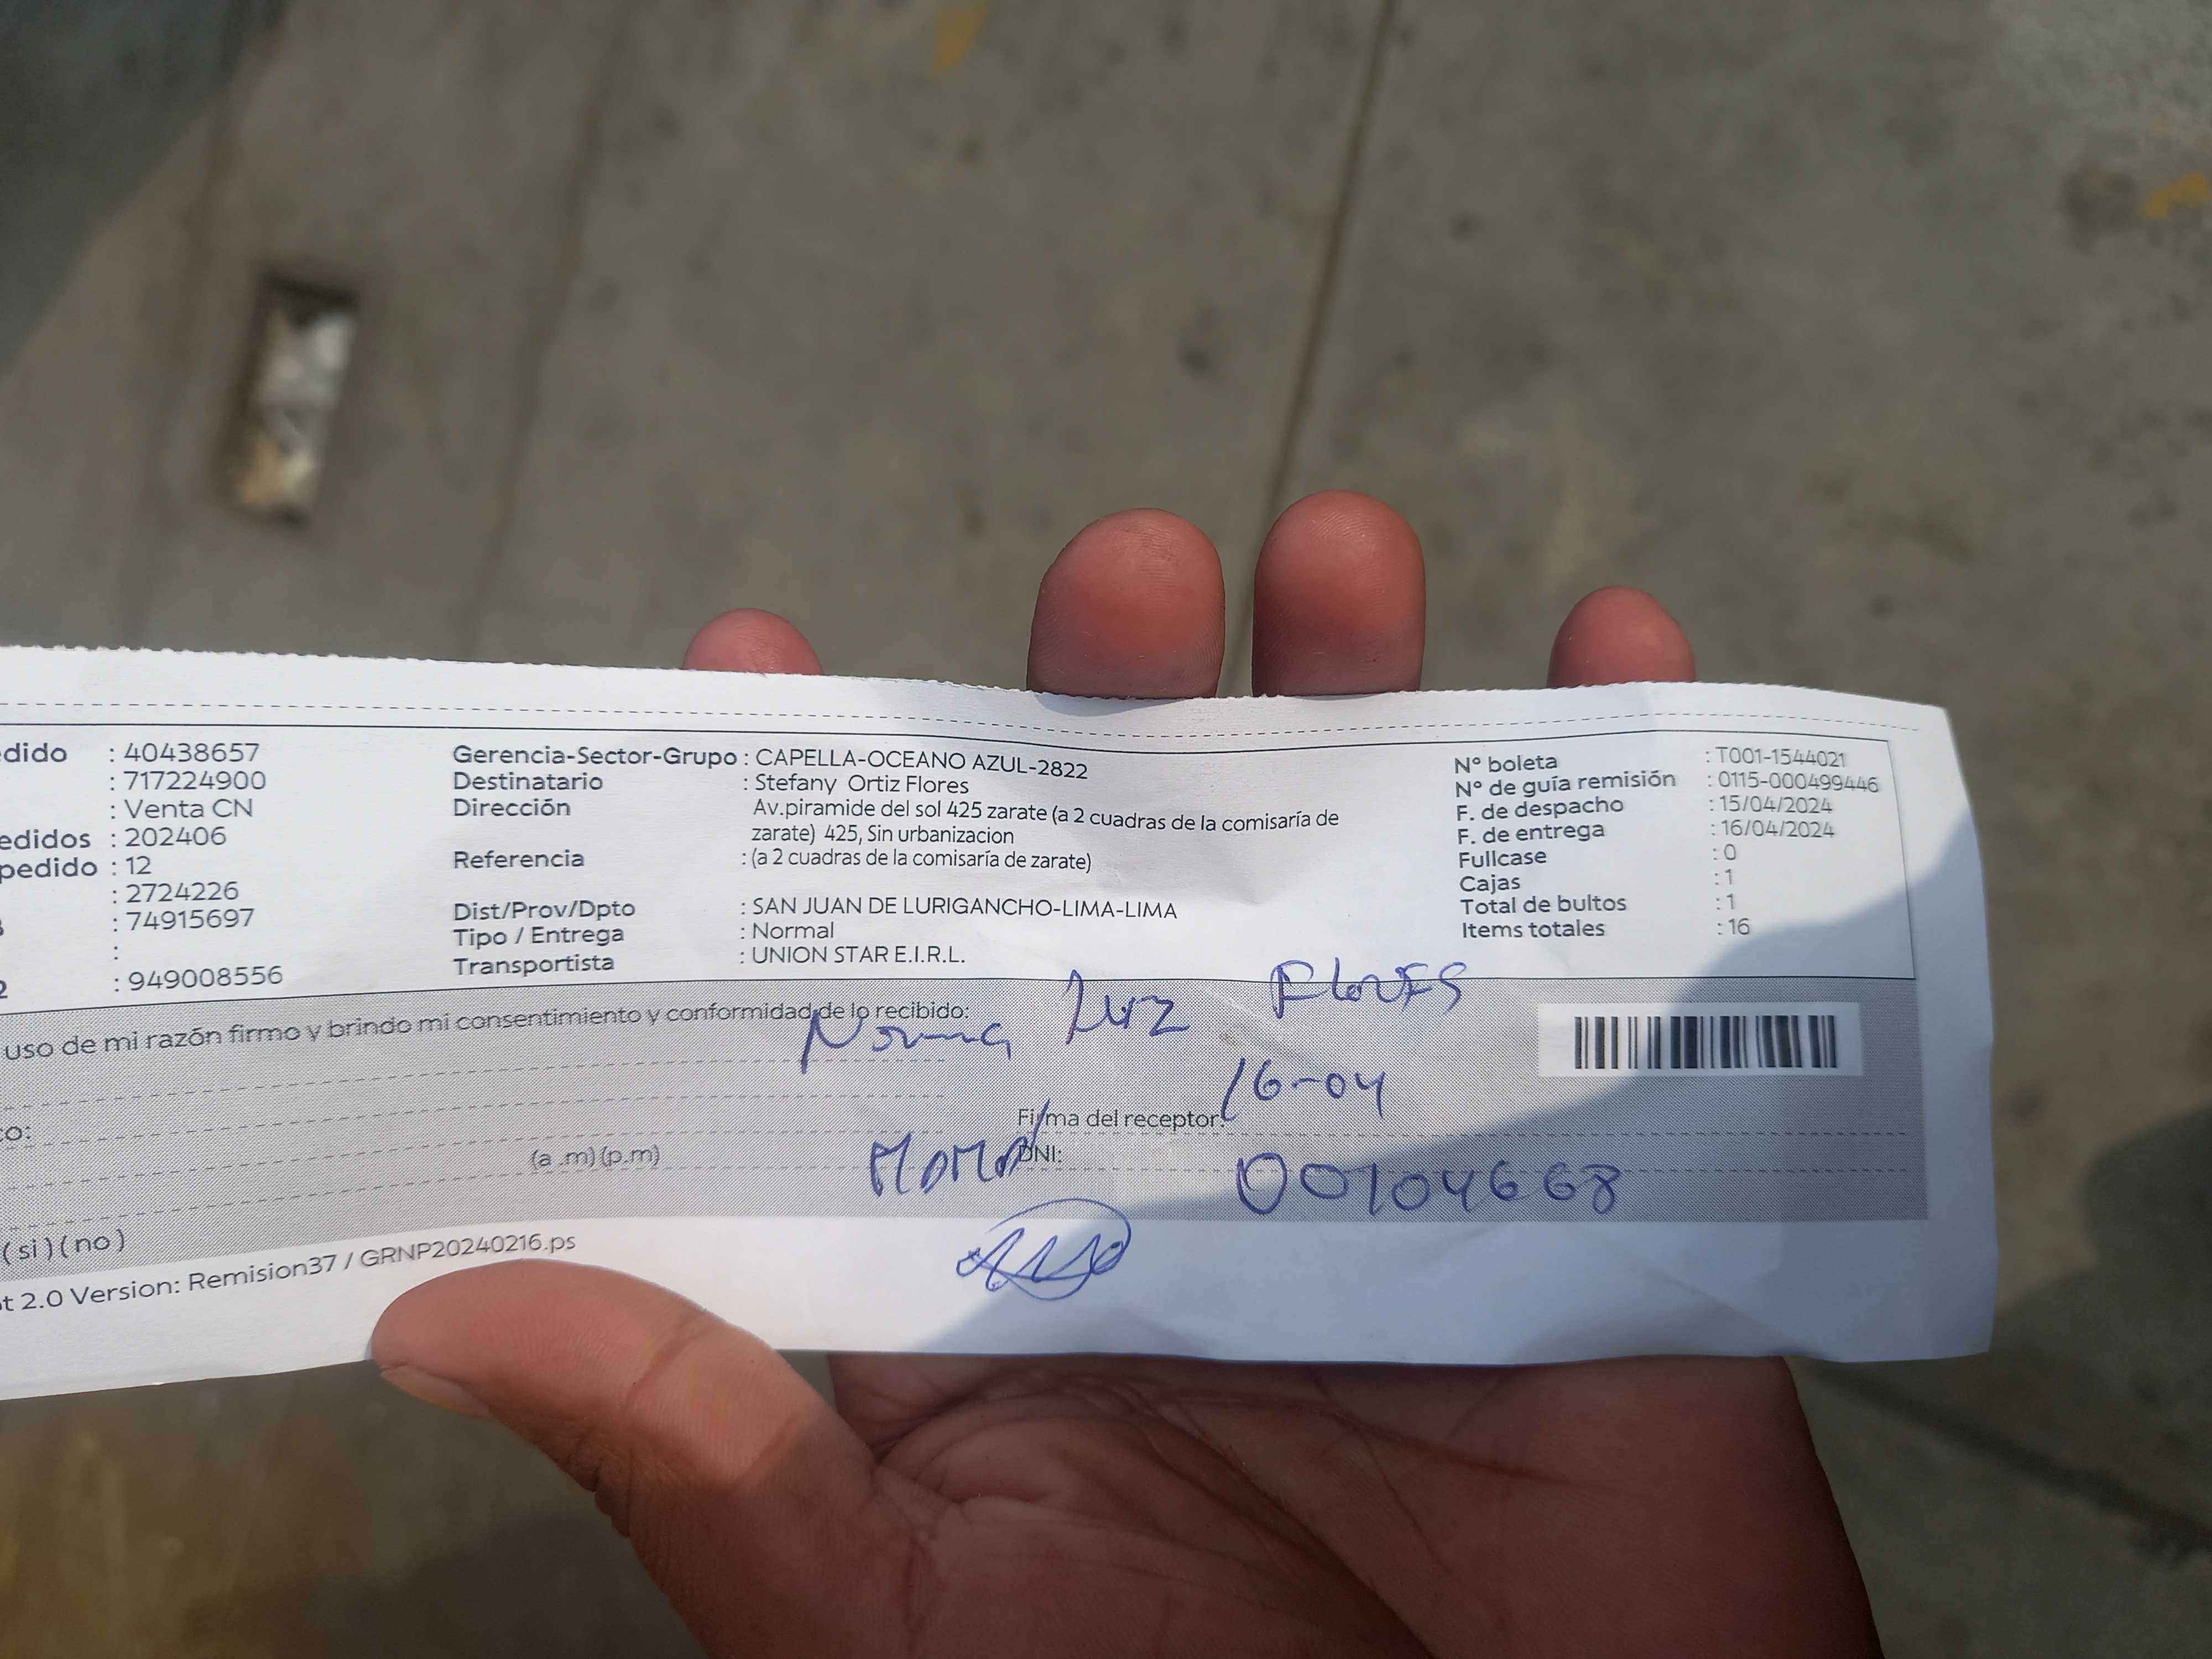 edido : 40438657
: 717224900
: Venta CN
edidos : 202406
pedido : 12
: 2724226
: 74915697
:
2 : 949008556
Gerencia-Sector-Grupo : CAPELLA-OCEANO AZUL-2822
Destinatario : Stefany Ortiz Flores
Dirección Av.piramide del sol 425 zarate (a 2 cuadras de la comisaría de
zarate) 425, Sin urbanizacion
Referencia : (a 2 cuadras de la comisaría de zarate)
Dist/Prov/Dpto : SAN JUAN DE LURIGANCHO-LIMA-LIMA
Tipo / Entrega : Normal
Transportista : UNION STAR E.I.R.L.
N° boleta : T001-1544021
N° de guía remisión : 0115-000499446
F. de despacho : 15/04/2024
F. de entrega : 16/04/2024
Fullcase : 0
Cajas : 1
Total de bultos : 1
Items totales : 16
uso de mi razón firmo y brindo mi consentimiento y conformidad de lo recibido:
Norma Luz Flores
16-04
co: Firma del receptor:
(a .m) (p.m) MaMa DNI: 00104668
(si) (no)
t 2.0 Version: Remision37 / GRNP20240216.ps